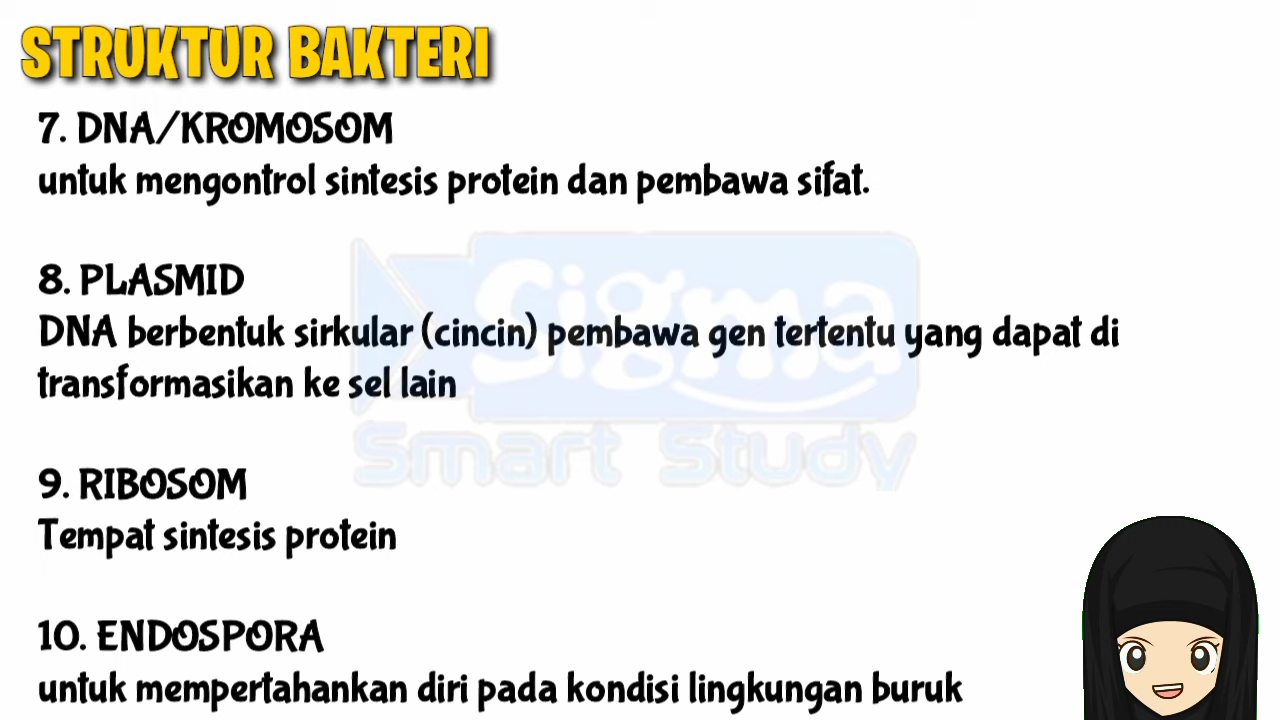 STRUKTUR BAKTERI
7. DNA/KROMOSOM
untuk mengontrol sintesis protein dan pembawa sifat.
8. PLASMID
DNA berbentuk sirkular (cincin) pembawa gen tertentu yang dapat di
transformasikan ke sel lain
9. RIBOSOM
Tempat sintesis protein
10. ENDOSPORA
untuk mempertahankan diri pada kondisi lingkungan buruk
Sigma
Smart Study